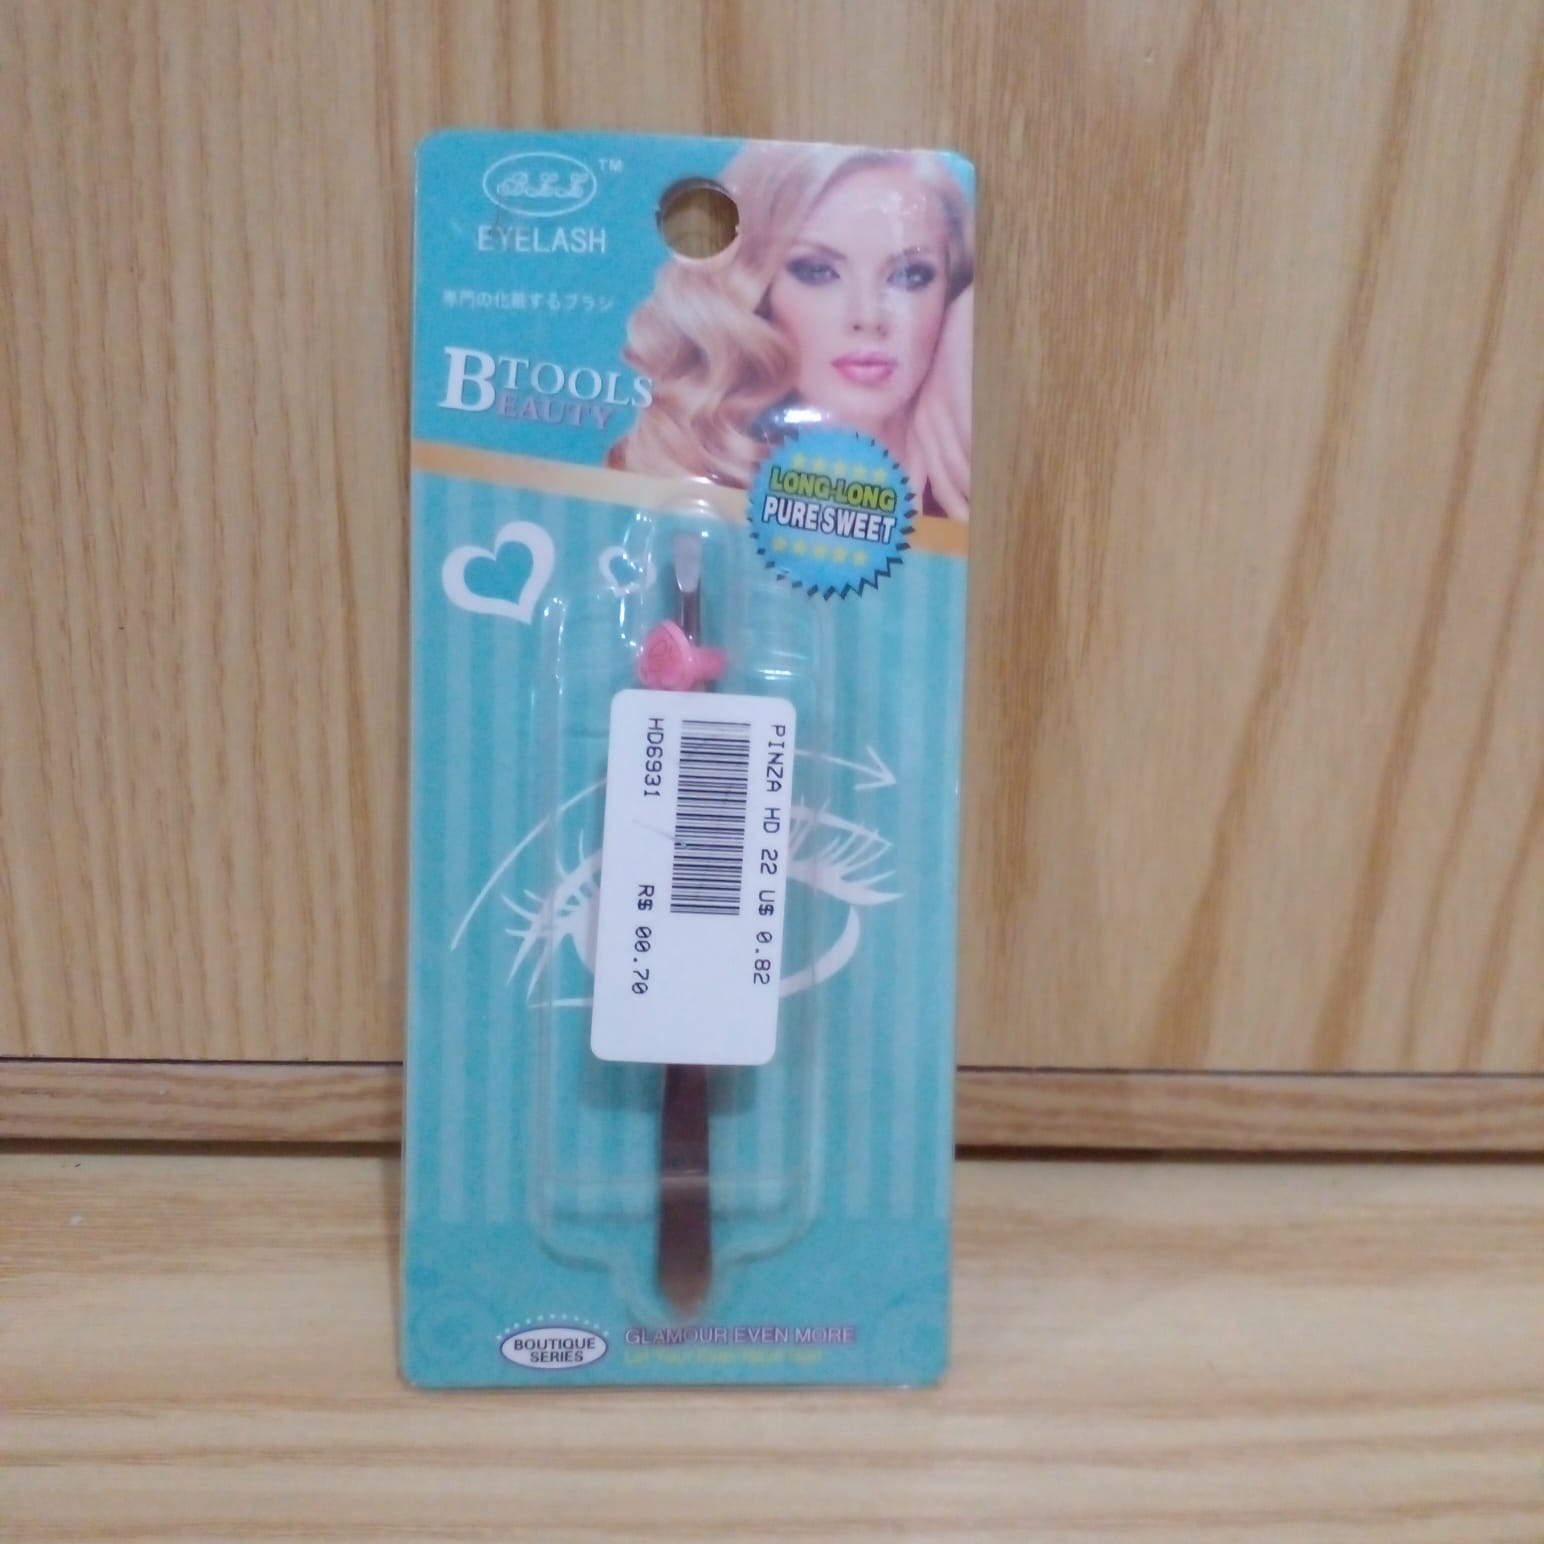 TM
EYELASH
専門の化粧するブラシ
BTOOLS
BEAUTY
LONG-LONG
PURE SWEET
PINZA HD 22 U$ 0.82
HD6931 R$ 00.70
BOUTIQUE
SERIES
GLAMOUR EVEN MORE